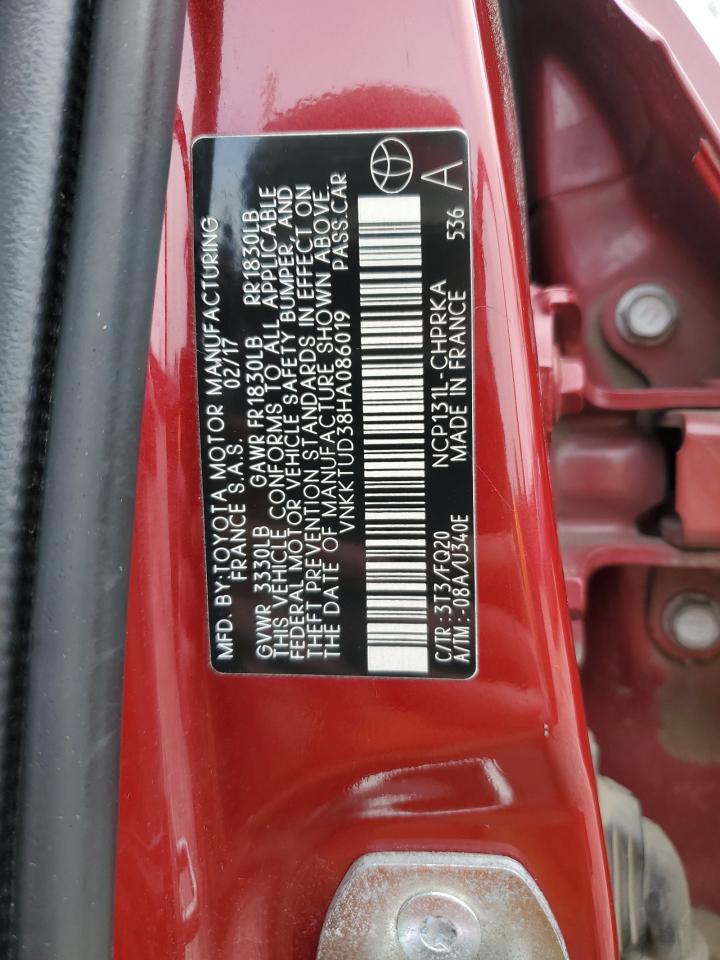 MFD. BY:TOYOTA MOTOR MANUFACTURING
FRANCE S.A.S. 02/17
GVWR 3330LB GAWR FR1830LB RR1830LB
THIS VEHICLE CONFORMS TO ALL APPLICABLE
FEDERAL MOTOR VEHICLE SAFETY BUMPER, AND
THEFT PREVENTION STANDARDS IN EFFECT ON
THE DATE OF MANUFACTURE SHOWN ABOVE.
VNKKTUD38HA086019 PASS.CAR
C/TR : 3T3/FQ20 NCP131L-CHPRKA 536 A
A/TM : -08A/U340E MADE IN FRANCE